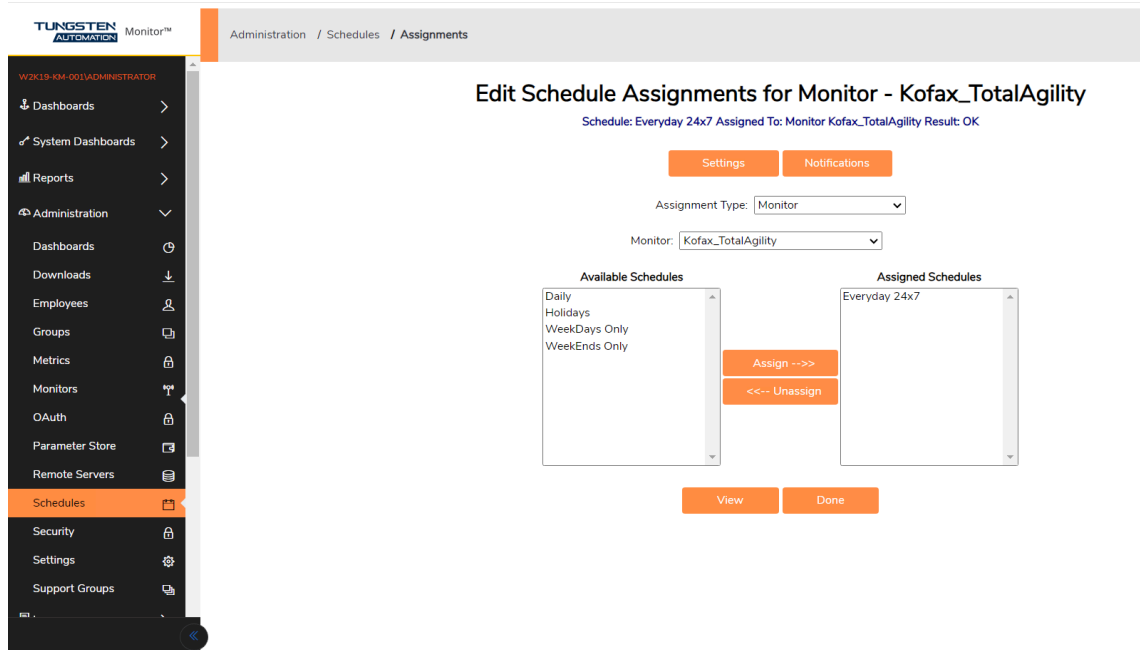 TUNGSTEN
AUTOMATION
Monitor™
Administration / Schedules / Assignments
W2K19-KM-001\ADMINISTRATOR
Dashboards
System Dashboards
Reports
Administration
Dashboards
Downloads
Employees
Groups
Metrics
Monitors
OAuth
Parameter Store
Remote Servers
Schedules
Security
Settings
Support Groups
Edit Schedule Assignments for Monitor - Kofax_TotalAgility
Schedule: Everyday 24x7 Assigned To: Monitor Kofax_TotalAgility Result: OK
Settings
Notifications
Assignment Type: Monitor
Monitor: Kofax_TotalAgility
Available Schedules
Daily
Holidays
WeekDays Only
WeekEnds Only
Assign -->>
<<-- Unassign
Assigned Schedules
Everyday 24x7
View
Done